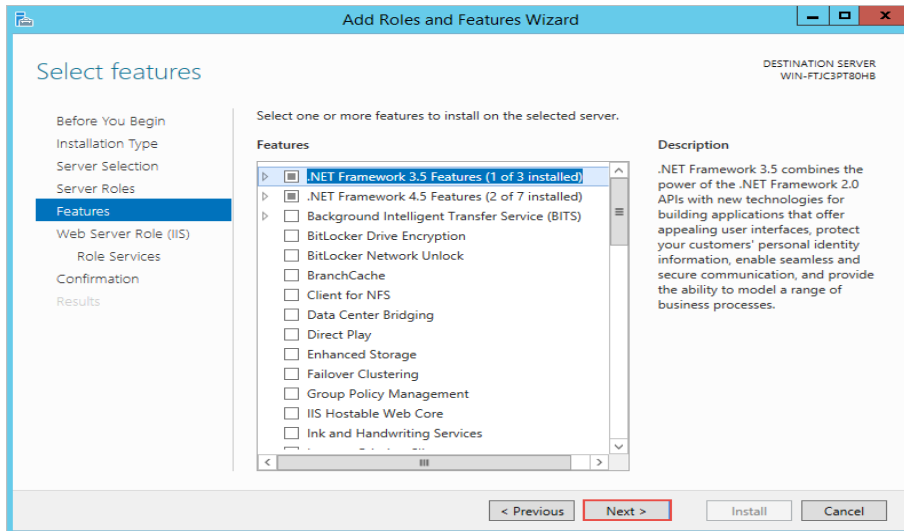 Add Roles and Features Wizard
Select features
DESTINATION SERVER
WIN-FTJC3PT80HB
Before You Begin
Installation Type
Server Selection
Server Roles
Features
Web Server Role (IIS)
Role Services
Confirmation
Results
Select one or more features to install on the selected server.
Features
.NET Framework 3.5 Features (1 of 3 installed)
.NET Framework 4.5 Features (2 of 7 installed)
Background Intelligent Transfer Service (BITS)
BitLocker Drive Encryption
BitLocker Network Unlock
BranchCache
Client for NFS
Data Center Bridging
Direct Play
Enhanced Storage
Failover Clustering
Group Policy Management
IIS Hostable Web Core
Ink and Handwriting Services
Description
.NET Framework 3.5 combines the
power of the .NET Framework 2.0
APIs with new technologies for
building applications that offer
appealing user interfaces, protect
your customers' personal identity
information, enable seamless and
secure communication, and provide
the ability to model a range of
business processes.
< Previous
Next >
Install
Cancel